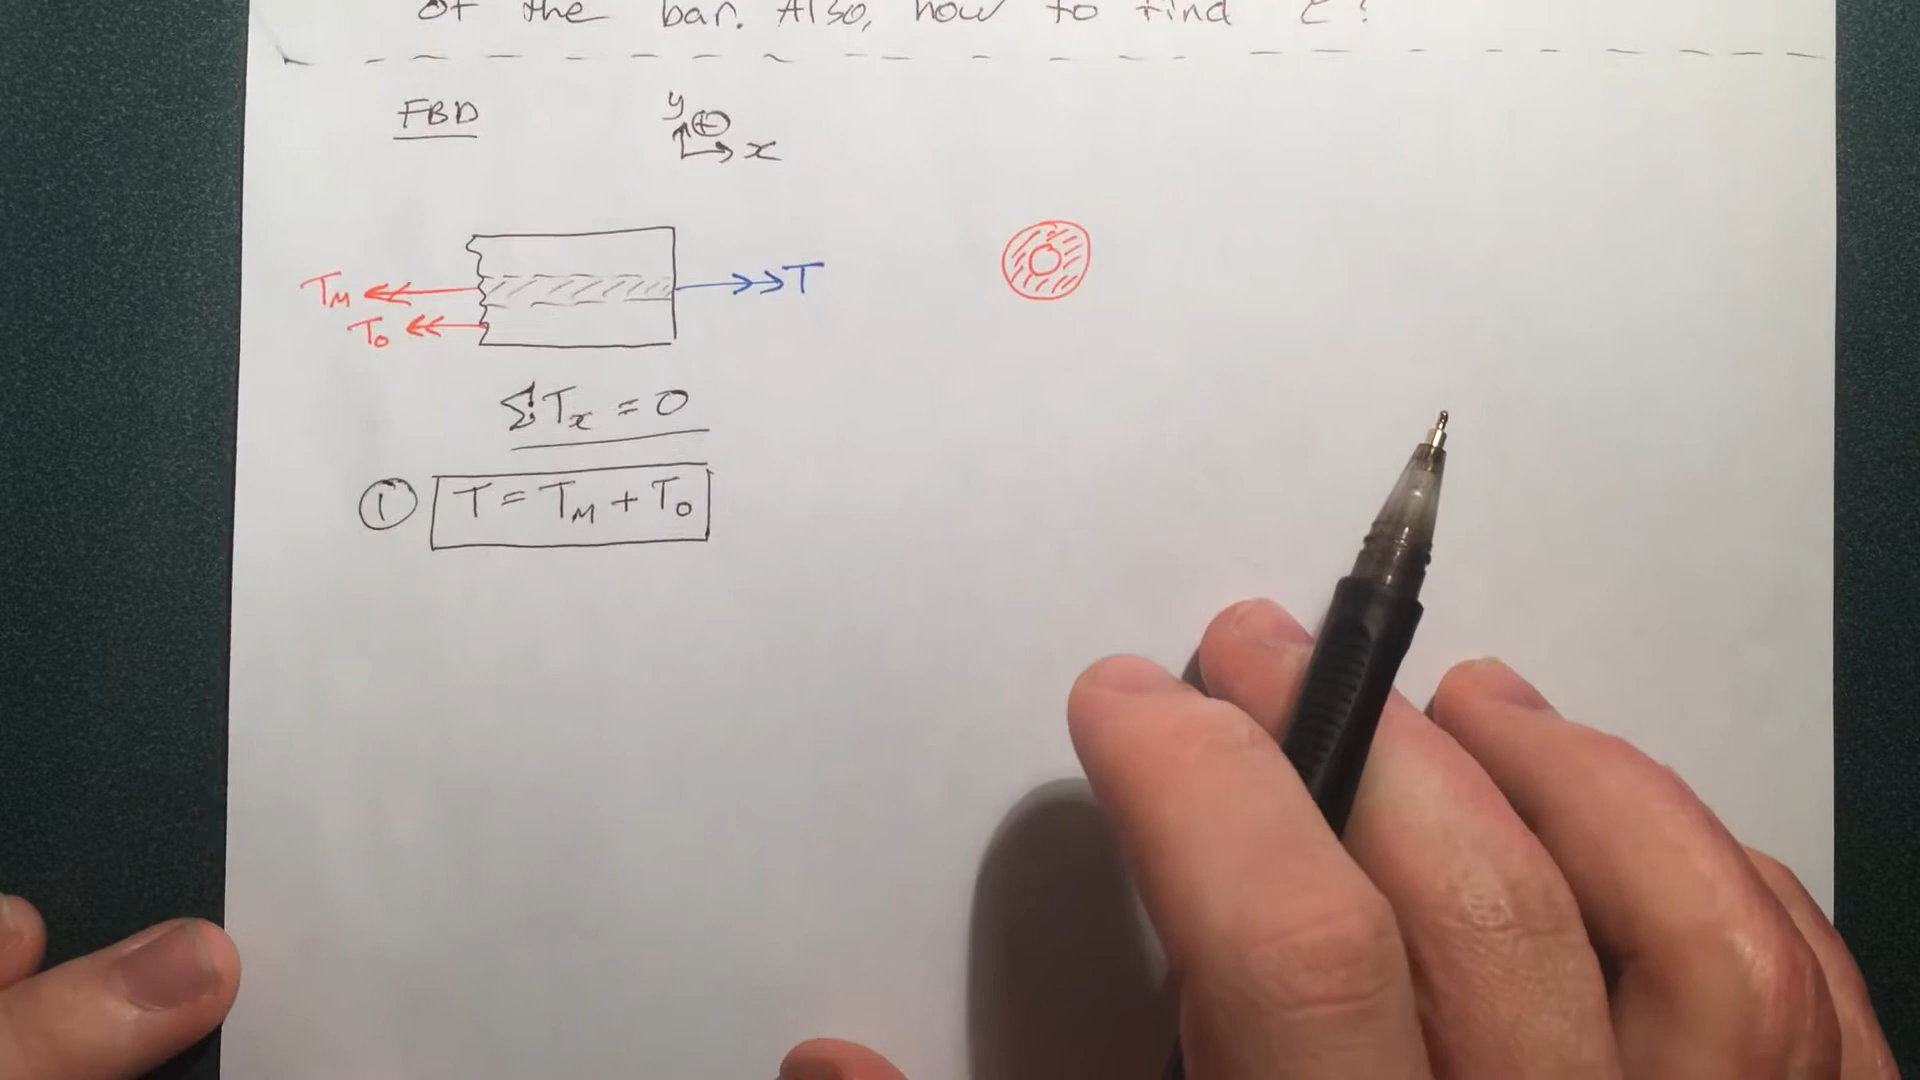 of the bar. Also, how to find τ?
FBD
y
+
x
T_M
T_O
T
ΣT_x = 0
① T = T_M + T_O